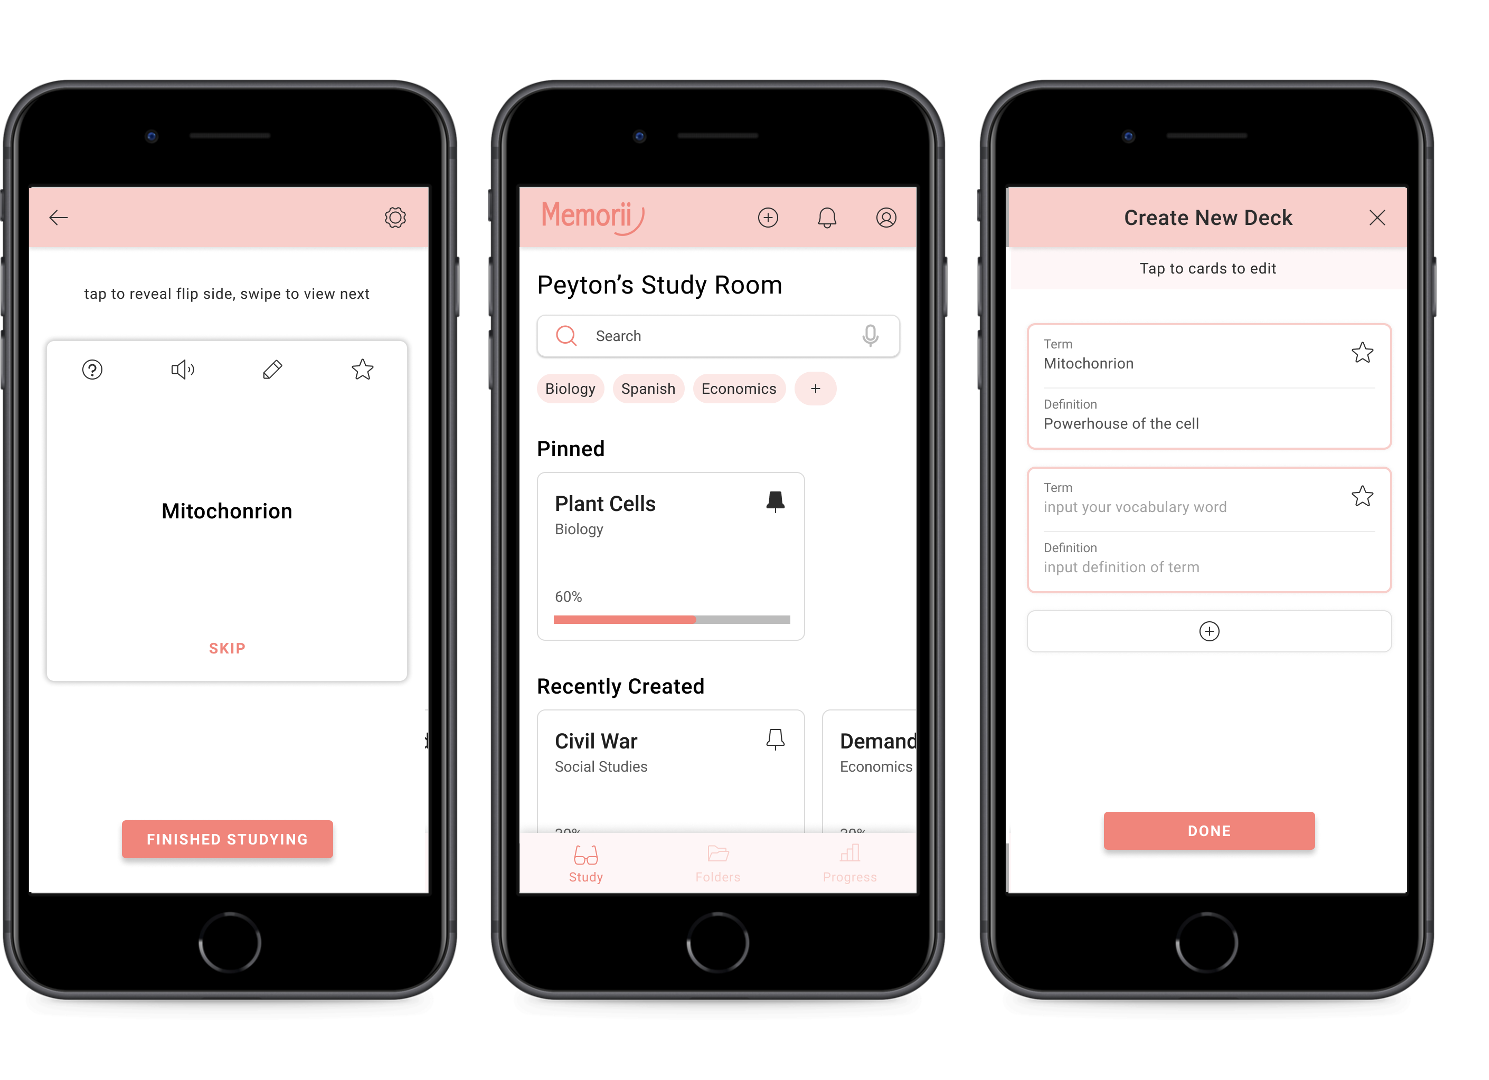 tap to reveal flip side, swipe to view next
Mitochonrion
SKIP
FINISHED STUDYING
Memorii
Peyton's Study Room
Search
Biology Spanish Economics +
Pinned
Plant Cells
Biology
60%
Recently Created
Civil War
Social Studies
Demand
Economics
Study Folders Progress
Create New Deck
Tap to cards to edit
Term
Mitochonrion
Definition
Powerhouse of the cell
Term
input your vocabulary word
Definition
input definition of term
DONE